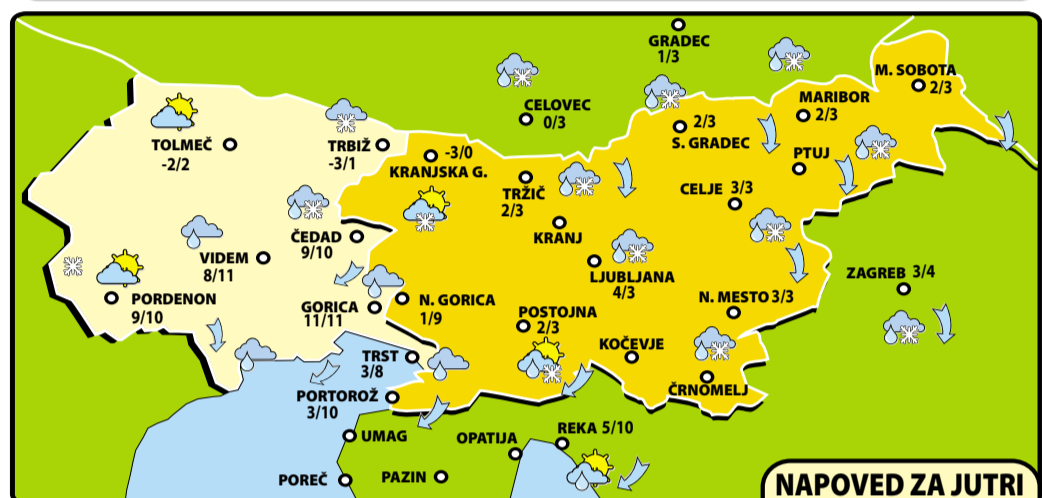 GRADEC
1/3
M. SOBOTA
2/3
CELOVEC
0/3
MARIBOR
2/3
2/3
S. GRADEC
TOLMEČ
-2/2
TRBIŽ
-3/1
-3/0
KRANJSKA G.
PTUJ
TRŽIČ
2/3
CELJE 3/3
KRANJ
ČEDAD
9/10
VIDEM
8/11
LJUBLJANA
4/3
ZAGREB 3/4
PORDENON
9/10
GORICA
11/11
N. GORICA
1/9
N. MESTO 3/3
POSTOJNA
2/3
KOČEVJE
TRST
3/8
ČRNOMELJ
PORTOROŽ
3/10
UMAG
OPATIJA
REKA 5/10
POREČ
PAZIN
NAPOVED ZA JUTRI